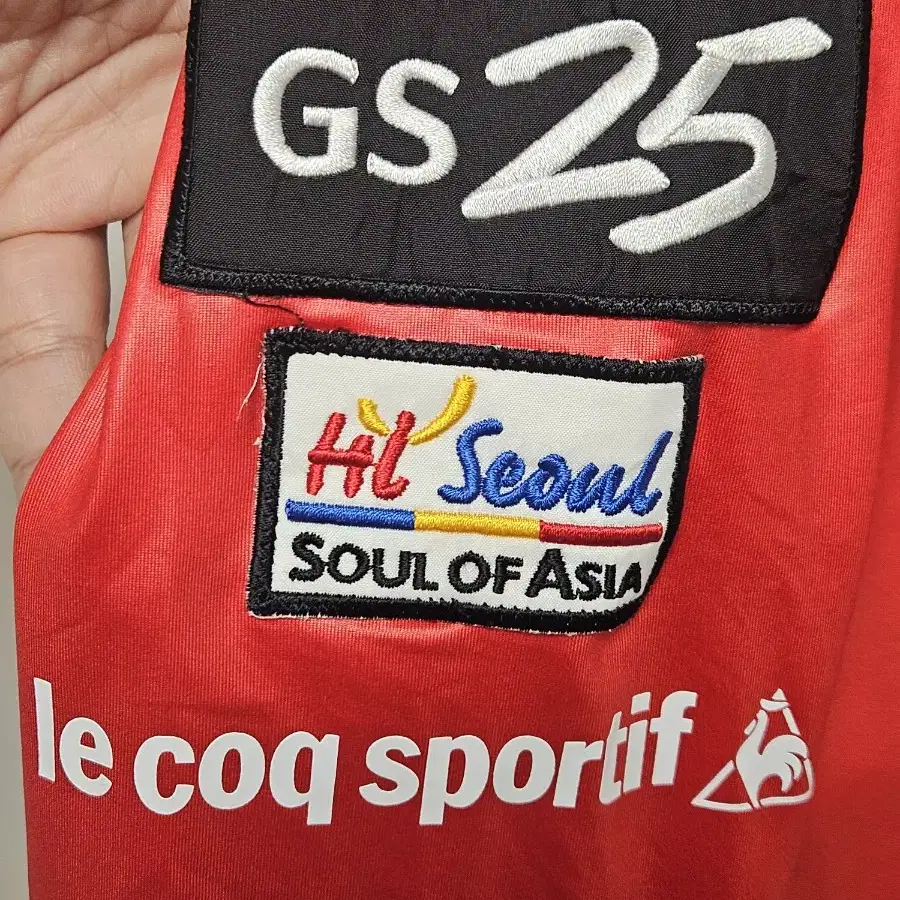 GS25
Hi Seoul
SOUL OF ASIA
le coq sportif